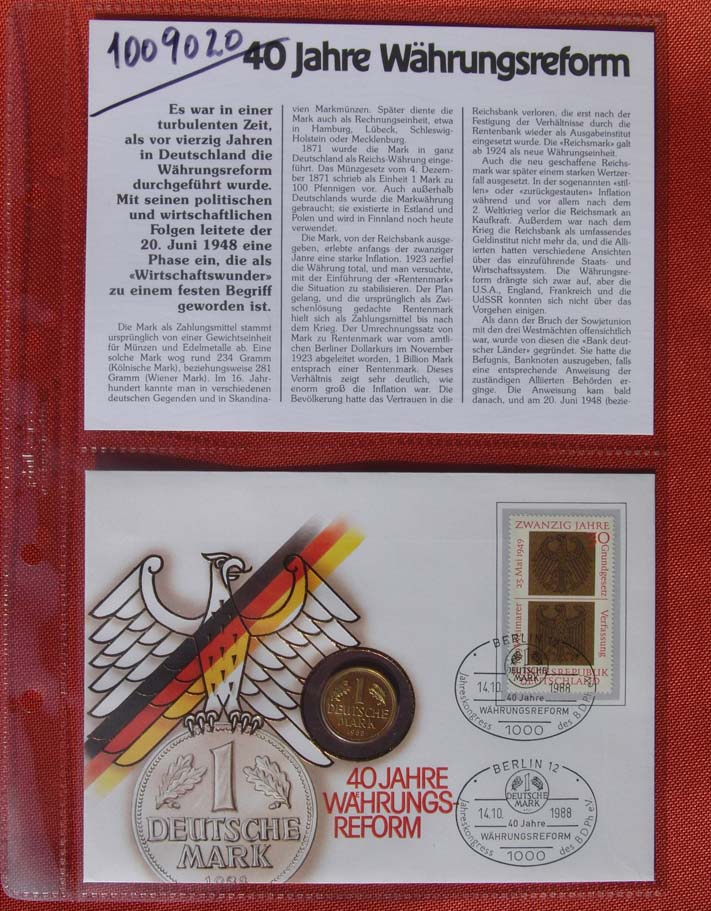 1009020
40 Jahre Währungsreform
Es war in einer
turbulenten Zeit,
als vor vierzig Jahren
in Deutschland die
Währungsreform
durchgeführt wurde.
Mit seinen politischen
und wirtschaftlichen
Folgen leitete der
20. Juni 1948 eine
Phase ein, die als
«Wirtschaftswunder»
zu einem festen Begriff
geworden ist.
Die Mark als Zahlungsmittel stammt
ursprünglich von einer Gewichtseinheit
für Münzen und Edelmetalle ab. Eine
solche Mark wog rund 234 Gramm
(Kölnische Mark), beziehungsweise 281
Gramm (Wiener Mark). Im 16. Jahr-
hundert kannte man in verschiedenen
deutschen Gegenden und in Skandina-
vien Markmünzen. Später diente die
Mark auch als Rechnungseinheit, etwa
in Hamburg, Lübeck, Schleswig-
Holstein oder Mecklenburg.
1871 wurde die Mark in ganz
Deutschland als Reichs-Währung einge-
führt. Das Münzgesetz vom 4. Dezem-
ber 1871 schrieb als Einheit 1 Mark zu
100 Pfennigen vor. Auch außerhalb
Deutschlands wurde die Markwährung
gebraucht; sie existierte in Estland und
Polen und wird in Finnland noch heute
verwendet.
Die Mark, von der Reichsbank ausge-
geben, erlebte anfangs der zwanziger
Jahre eine starke Inflation. 1923 zerfiel
die Währung total, und man versuchte,
mit der Einführung der «Rentenmark»
die Situation zu stabilisieren. Der Plan
gelang, und die ursprünglich als Zwi-
schenlösung gedachte Rentenmark
hielt sich als Zahlungsmittel bis nach
dem Krieg. Der Umrechnungssatz von
Mark zu Rentenmark war vom amtli-
chen Berliner Dollarkurs im November
1923 abgeleitet worden. 1 Billion Mark
entsprach einer Rentenmark. Dieses
Verhältnis zeigt sehr deutlich, wie
enorm groß die Inflation war. Die
Bevölkerung hatte das Vertrauen in die
Reichsbank verloren, die erst nach der
Festigung der Verhältnisse durch die
Rentenbank wieder als Ausgabeinstitut
eingesetzt wurde. Die «Reichsmark» galt
ab 1924 als neue Währungseinheit.
Auch die neu geschaffene Reichs-
mark war später einem starken Wertzer-
fall ausgesetzt. In der sogenannten «stil-
len» oder «zurückgestauten» Inflation
während und vor allem nach dem
2. Weltkrieg verlor die Reichsmark an
Kaufkraft. Außerdem war nach dem
Krieg die Reichsbank als umfassendes
Geldinstitut nicht mehr da, und die Alli-
ierten hatten verschiedene Ansichten
über das einzuführende Staats- und
Wirtschaftssystem. Die Währungsre-
form drängte sich zwar auf, aber die
U.S.A., England, Frankreich und die
UdSSR konnten sich nicht über das
Vorgehen einigen.
Als dann der Bruch der Sowjetunion
mit den drei Westmächten offensichtlich
war, wurde von diesen die «Bank deut-
scher Länder» gegründet. Sie hatte die
Befugnis, Banknoten auszugeben, falls
eine entsprechende Anweisung der
zuständigen Alliierten Behörden er-
ginge. Die Anweisung kam bald
danach, und am 20. Juni 1948 (bezie-
ZWANZIG JAHRE
30
23.Mai 1949
Grundgesetz
Weimarer
Verfassung
BUNDESREPUBLIK
DEUTSCHLAND
BERLIN 12
1
DEUTSCHE
MARK
14.10. 1988
40 Jahre
WÄHRUNGSREFORM
Jahreskongress des BDPh e.V.
1000
1
DEUTSCHE
MARK
1988
1
DEUTSCHE
MARK
1988
40 JAHRE
WÄHRUNGS
REFORM
BERLIN 12
1
DEUTSCHE
MARK
14.10. 1988
40 Jahre
WÄHRUNGSREFORM
Jahreskongress des BDPh e.V.
1000